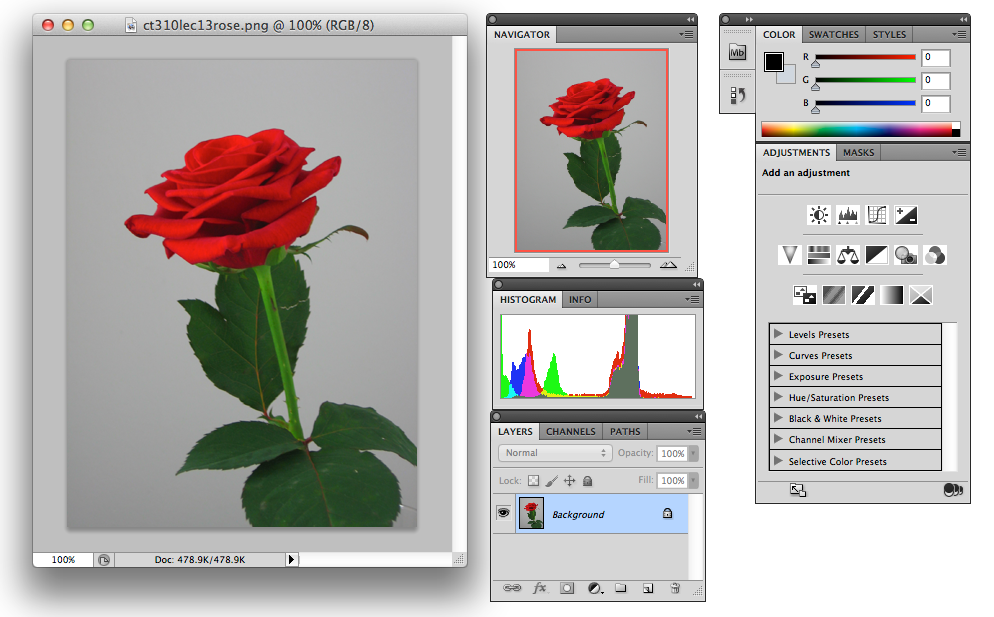 ct310lec13rose.png @ 100% (RGB/8)
100%
Doc: 478.9K/478.9K
NAVIGATOR
100%
HISTOGRAM
INFO
LAYERS
CHANNELS
PATHS
Normal
Opacity: 100%
Lock:
Fill: 100%
Background
fx
Mb
COLOR
SWATCHES
STYLES
R 0
G 0
B 0
ADJUSTMENTS
MASKS
Add an adjustment
Levels Presets
Curves Presets
Exposure Presets
Hue/Saturation Presets
Black & White Presets
Channel Mixer Presets
Selective Color Presets